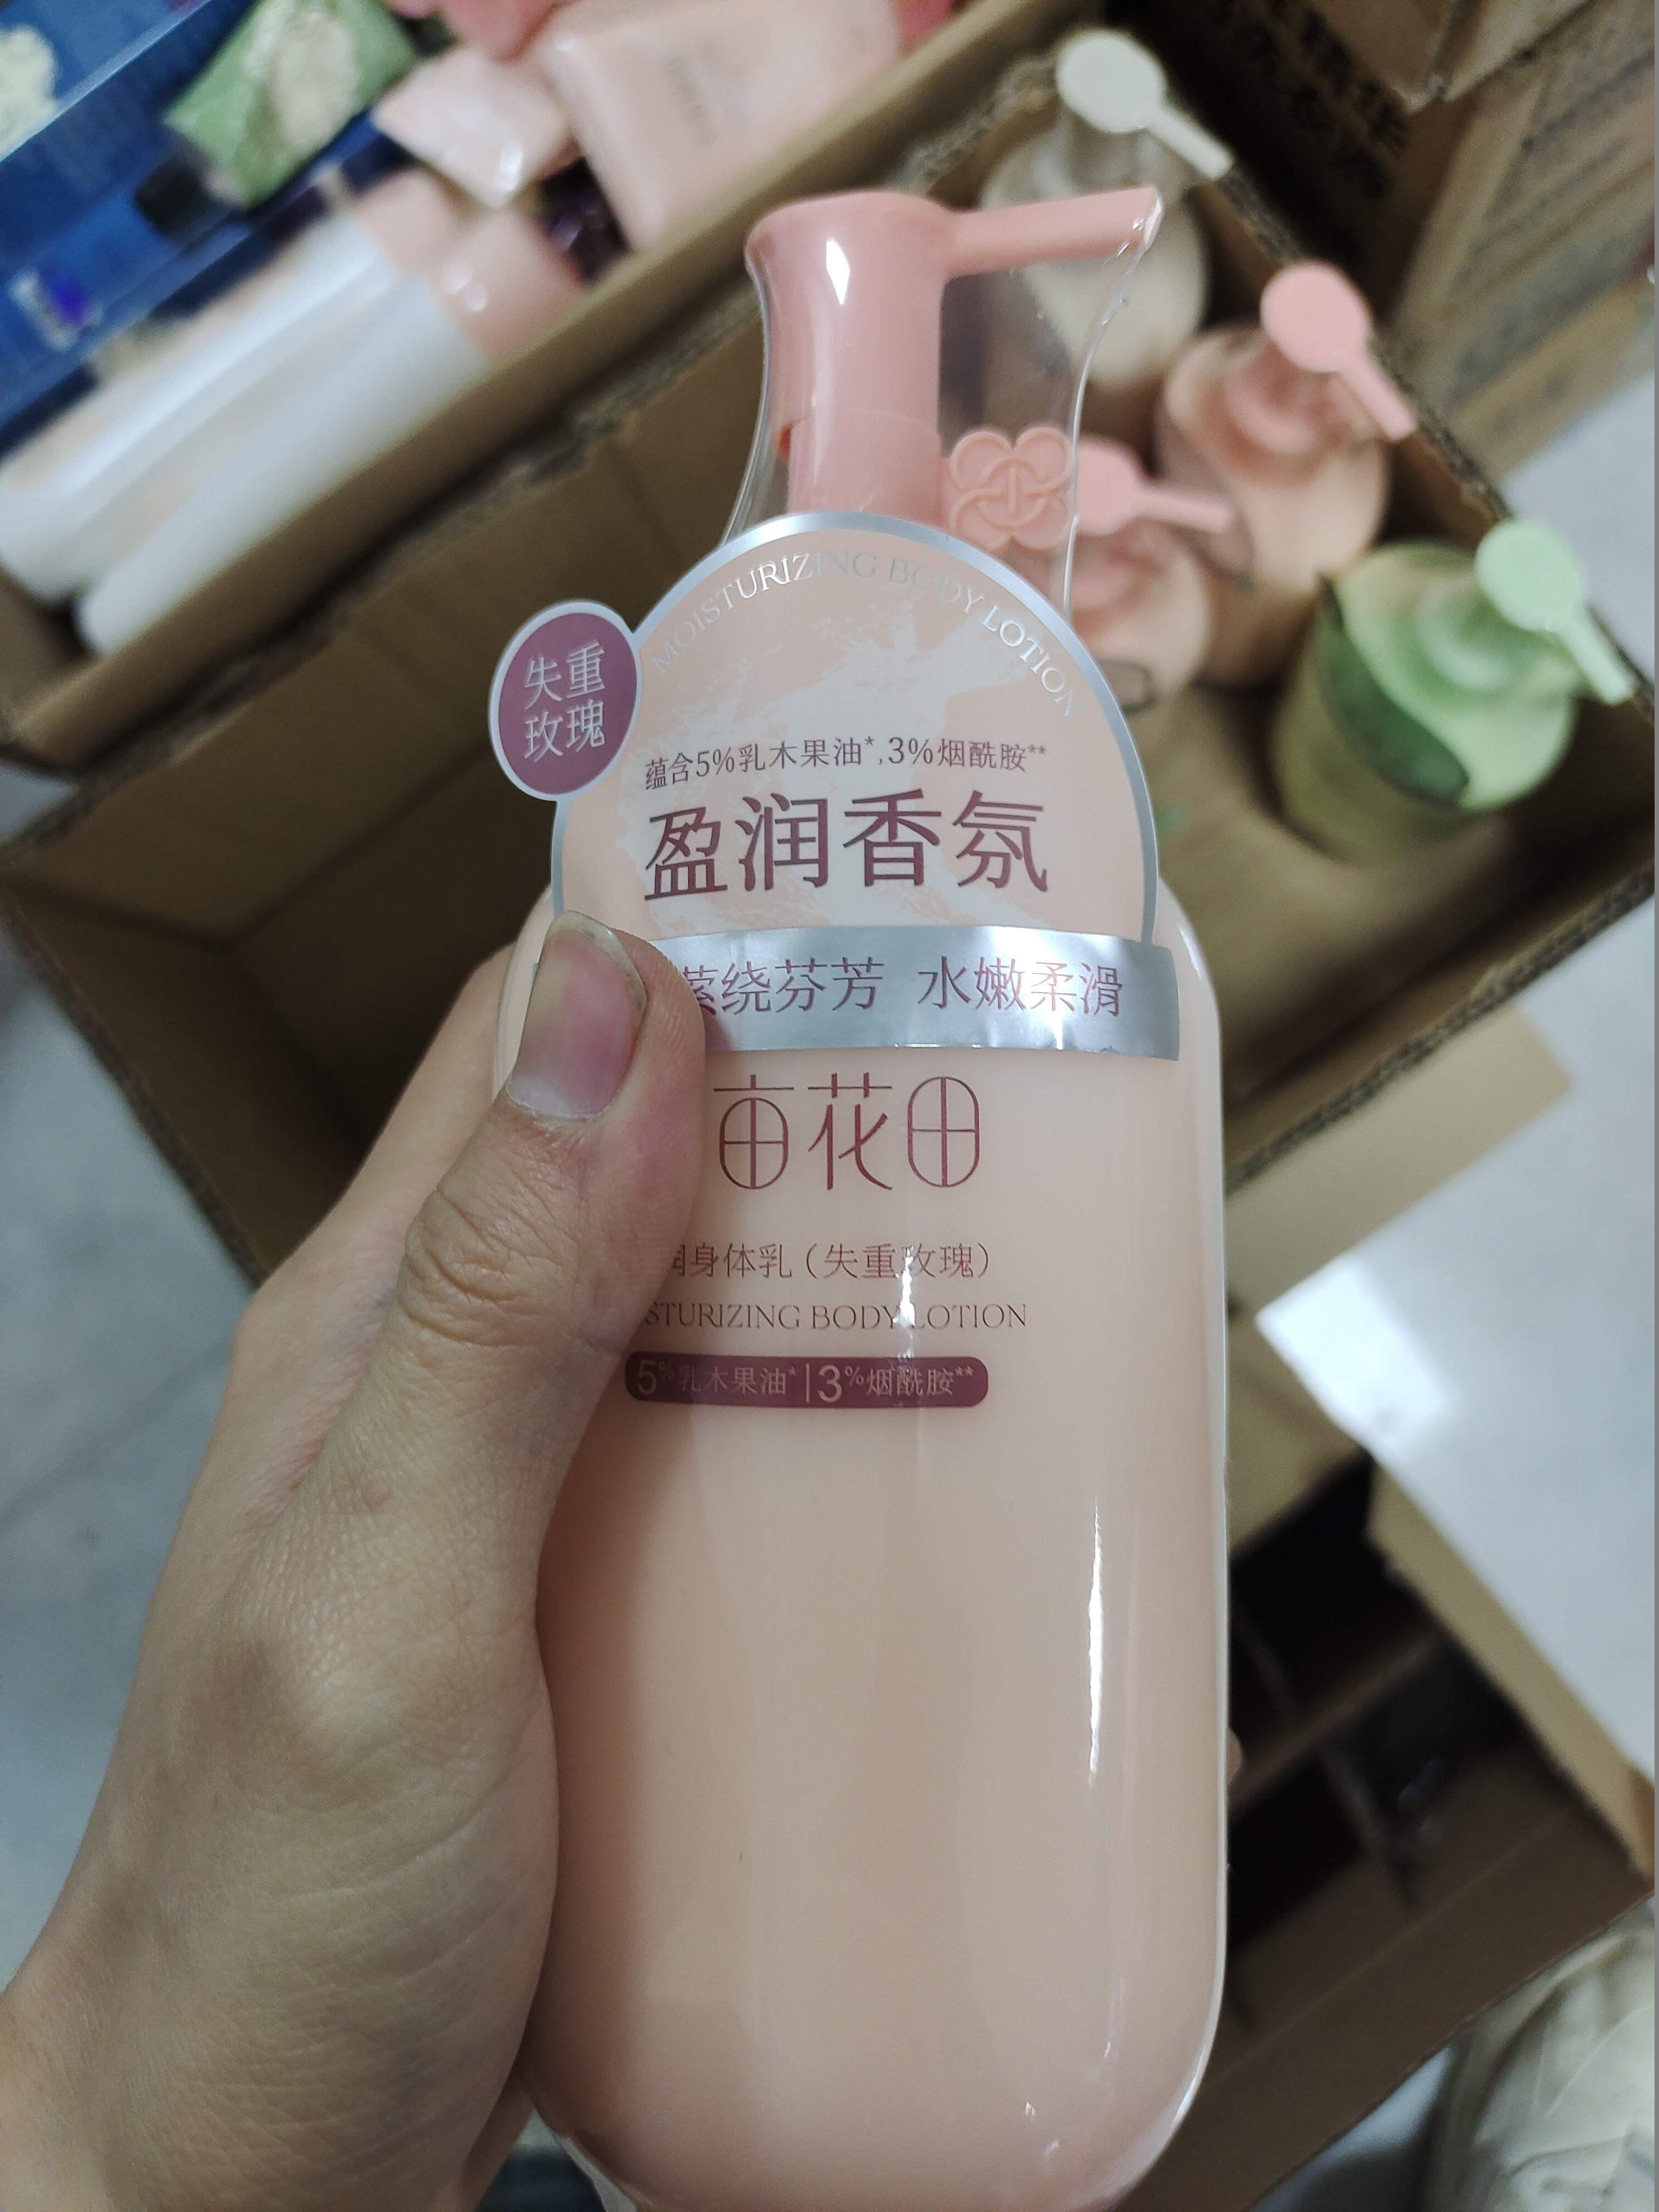 MOISTURIZING BODY LOTION
失重
玫瑰
蕴含5%乳木果油*,3%烟酰胺**
盈润香氛
萦绕芬芳 水嫩柔滑
亩花田
润身体乳（失重玫瑰）
STURIZING BODY LOTION
5%乳木果油*|3%烟酰胺**